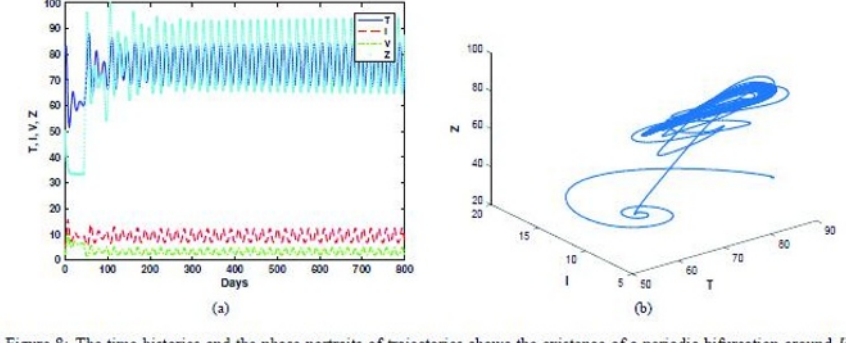 100
90
80
70
60
50
40
30
20
10
0
T, I, V, Z
0 100 200 300 400 500 600 700 800
Days
T
I
V
Z
(a)
100
80
60
40
20
Z
20
15
10
5
I
50
60
70
80
90
T
(b)
Figure 8: The time histories and the phase portraits of trajectories shows the existence of a periodic bifurcation around